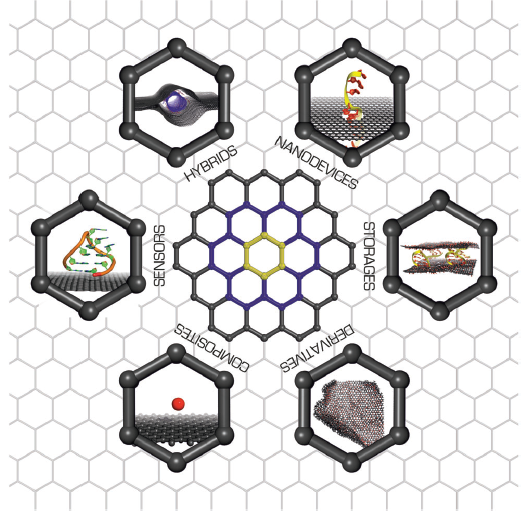 HYBRIDS
NANODEVICES
SENSORS
STORAGES
COMPOSITES
DERIVATIVES